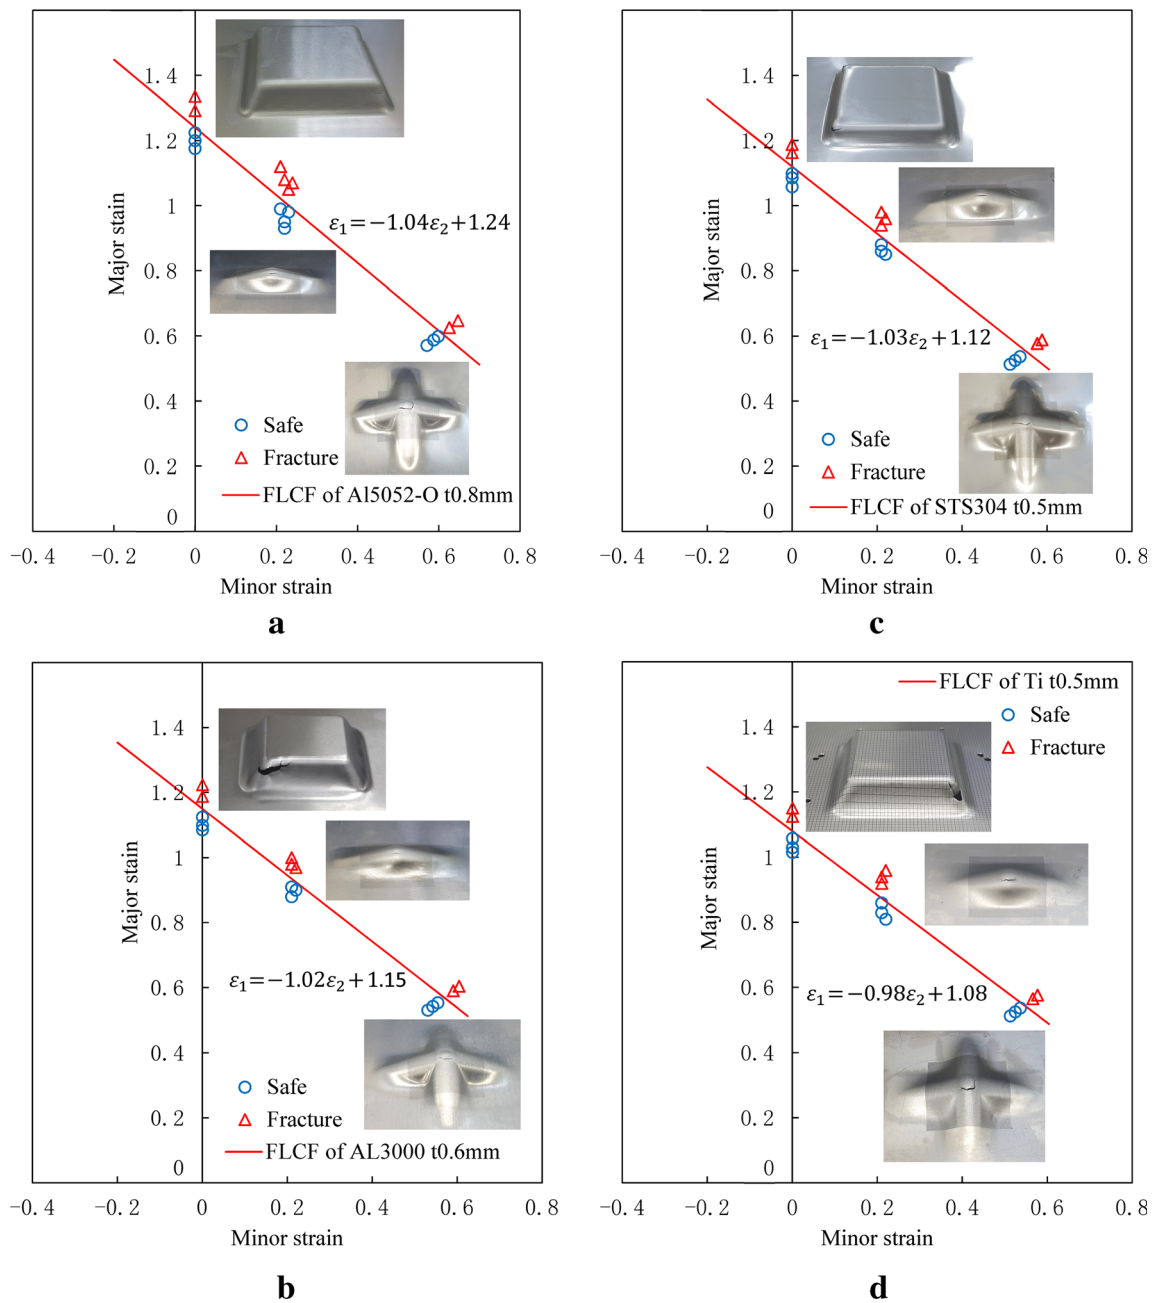 1.4
1.2
1
0.8
0.6
0.4
0.2
0
Major stain
ε₁=−1.04ε₂+1.24
Safe
Fracture
FLCF of Al5052-O t0.8mm
-0.4 -0.2 0 0.2 0.4 0.6 0.8
Minor strain
a
1.4
1.2
1
0.8
0.6
0.4
0.2
0
Major stain
ε₁=−1.03ε₂+1.12
Safe
Fracture
FLCF of STS304 t0.5mm
-0.4 -0.2 0 0.2 0.4 0.6 0.8
Minor strain
c
1.4
1.2
1
0.8
0.6
0.4
0.2
0
Major stain
ε₁=−1.02ε₂+1.15
Safe
Fracture
FLCF of AL3000 t0.6mm
-0.4 -0.2 0 0.2 0.4 0.6 0.8
Minor strain
b
FLCF of Ti t0.5mm
Safe
Fracture
1.4
1.2
1
0.8
0.6
0.4
0.2
0
Major stain
ε₁=−0.98ε₂+1.08
-0.4 -0.2 0 0.2 0.4 0.6 0.8
Minor strain
d